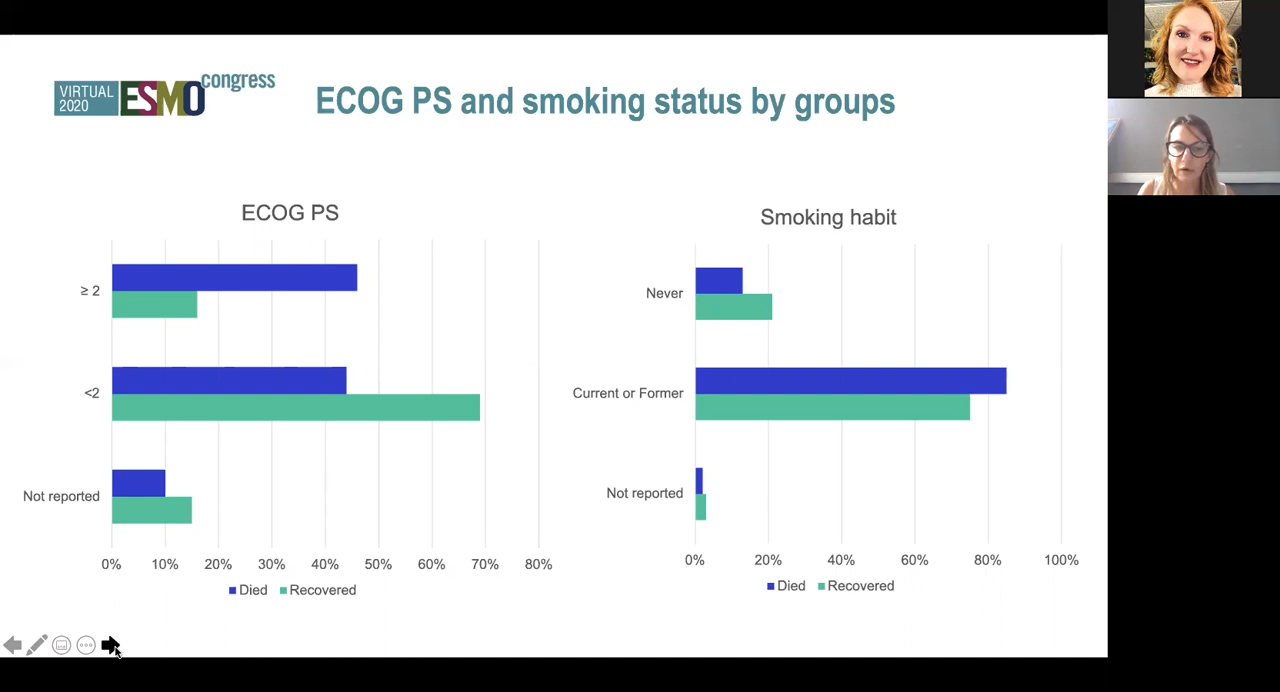 VIRTUAL
2020
ESMO
congress
ECOG PS and smoking status by groups
ECOG PS
≥ 2
<2
Not reported
0% 10% 20% 30% 40% 50% 60% 70% 80%
Died Recovered
Smoking habit
Never
Current or Former
Not reported
0% 20% 40% 60% 80% 100%
Died Recovered